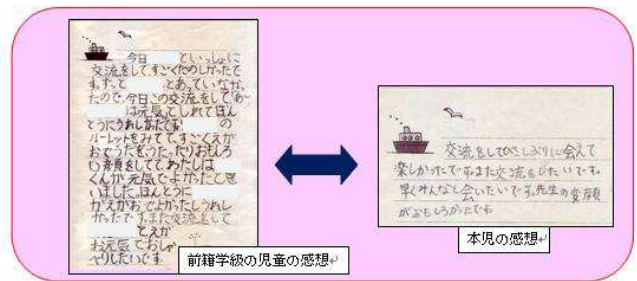 今日　　といっしょに
交流をして、すごくたのしかったで
す。ずっと　　とあっていなかっ
たので、今日この交流をして、
は元気としれてほん
とうにうれしかったです。　　の
ルーレットをみてて、すごくえが
おでうたをうたったりおもしろ
い変顔をしててわたしは
くんが元気でよかったと思
いました。ほんとうに
がえがおでよかったしうれし
かったです。また交流をして
とえが
お元気でおしゃ
べりしたいです
前籍学級の児童の感想
交流をしてひさしぶりに会えて
楽しかったです。また交流をしたいです。
早くみんなと会いたいです。先生の変顔
がおもしろかったです
本児の感想